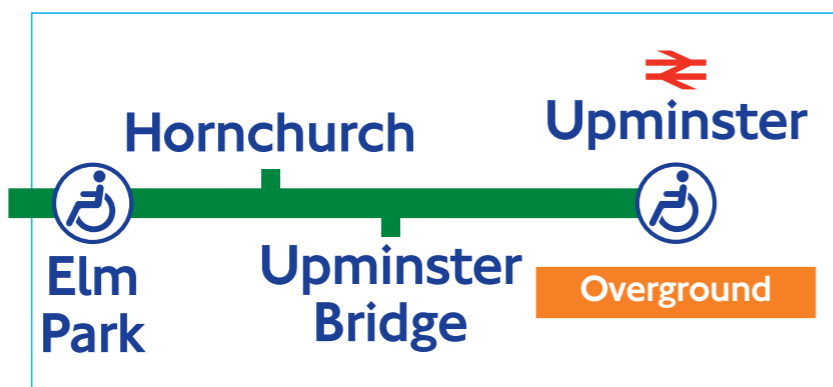 Hornchurch
Upminster
Elm
Park
Upminster
Bridge
Overground